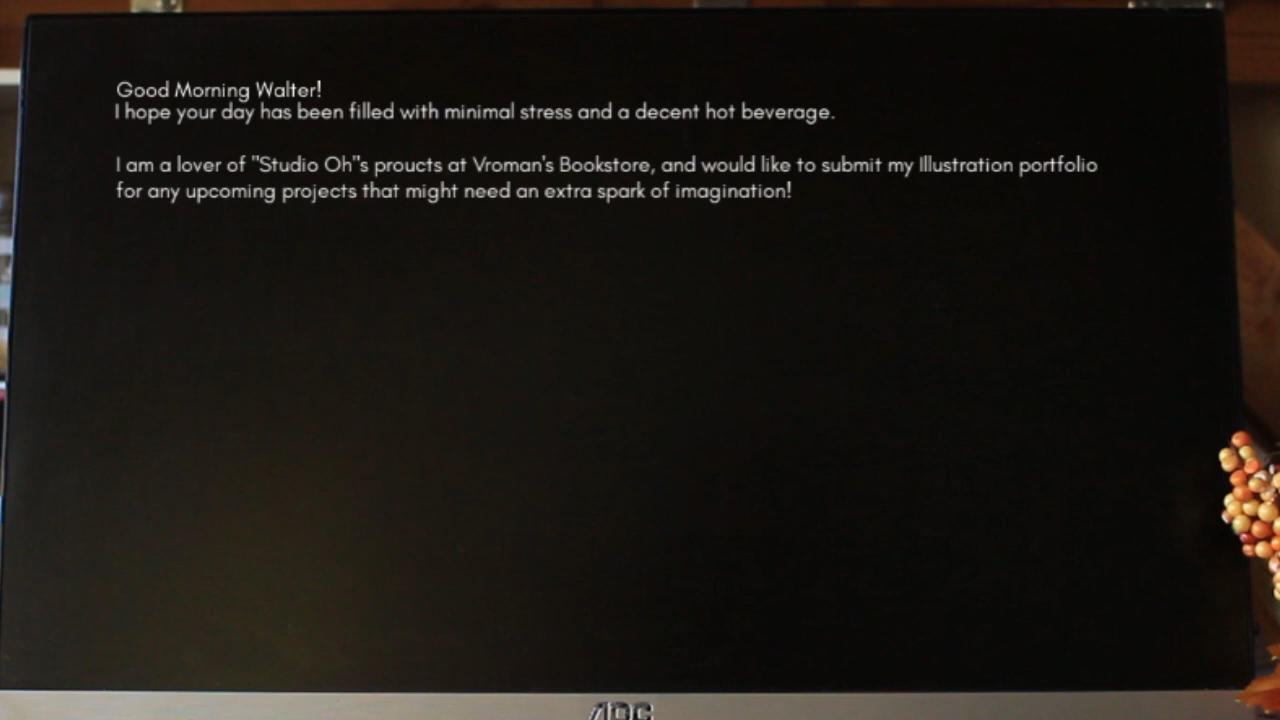 Good Morning Walter!
I hope your day has been filled with minimal stress and a decent hot beverage.
I am a lover of "Studio Oh"s proucts at Vroman's Bookstore, and would like to submit my Illustration portfolio
for any upcoming projects that might need an extra spark of imagination!
AOC